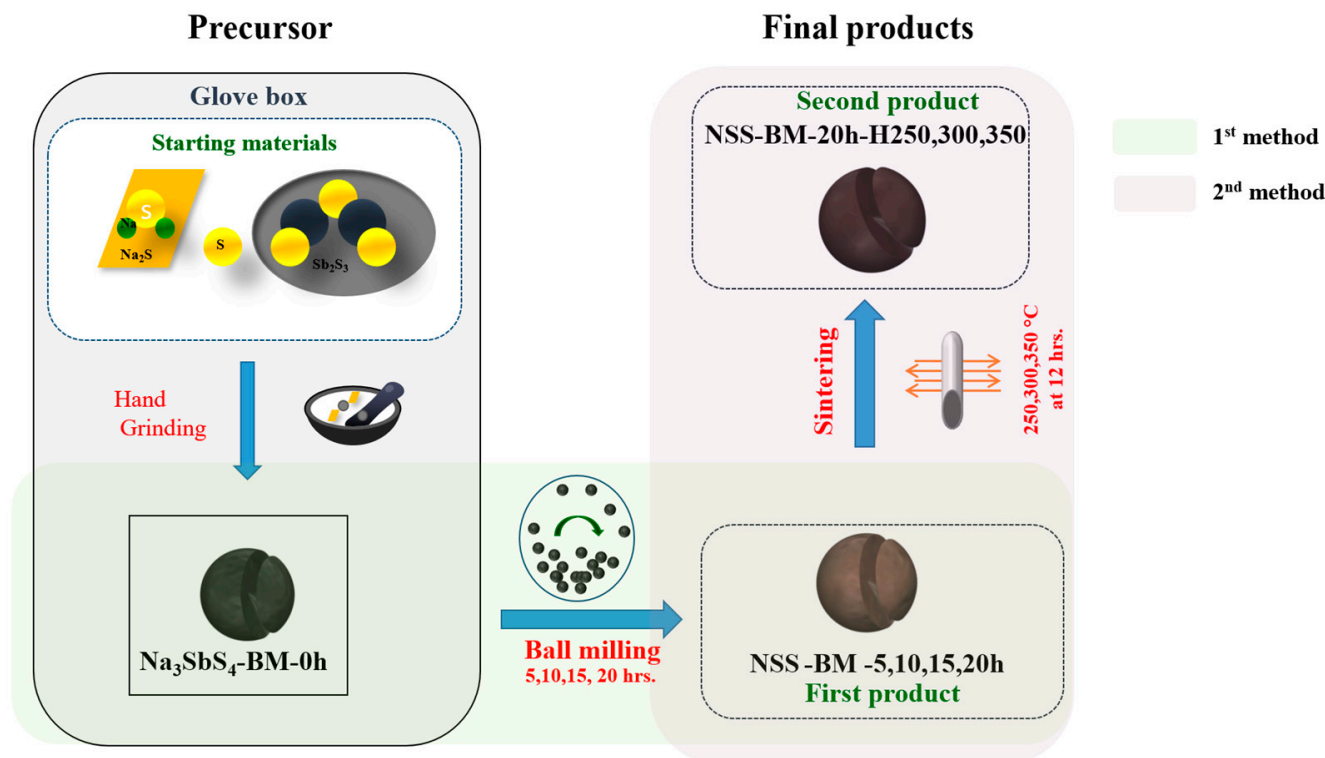 Precursor
Final products
Glove box
Starting materials
S
Na
Na₂S
S
Sb₂S₃
Hand
Grinding
Na₃SbS₄-BM-0h
Ball milling
5,10,15, 20 hrs.
Second product
NSS-BM-20h-H250,300,350
Sintering
250,300,350 °C
at 12 hrs.
NSS -BM -5,10,15,20h
First product
1ˢᵗ method
2ⁿᵈ method